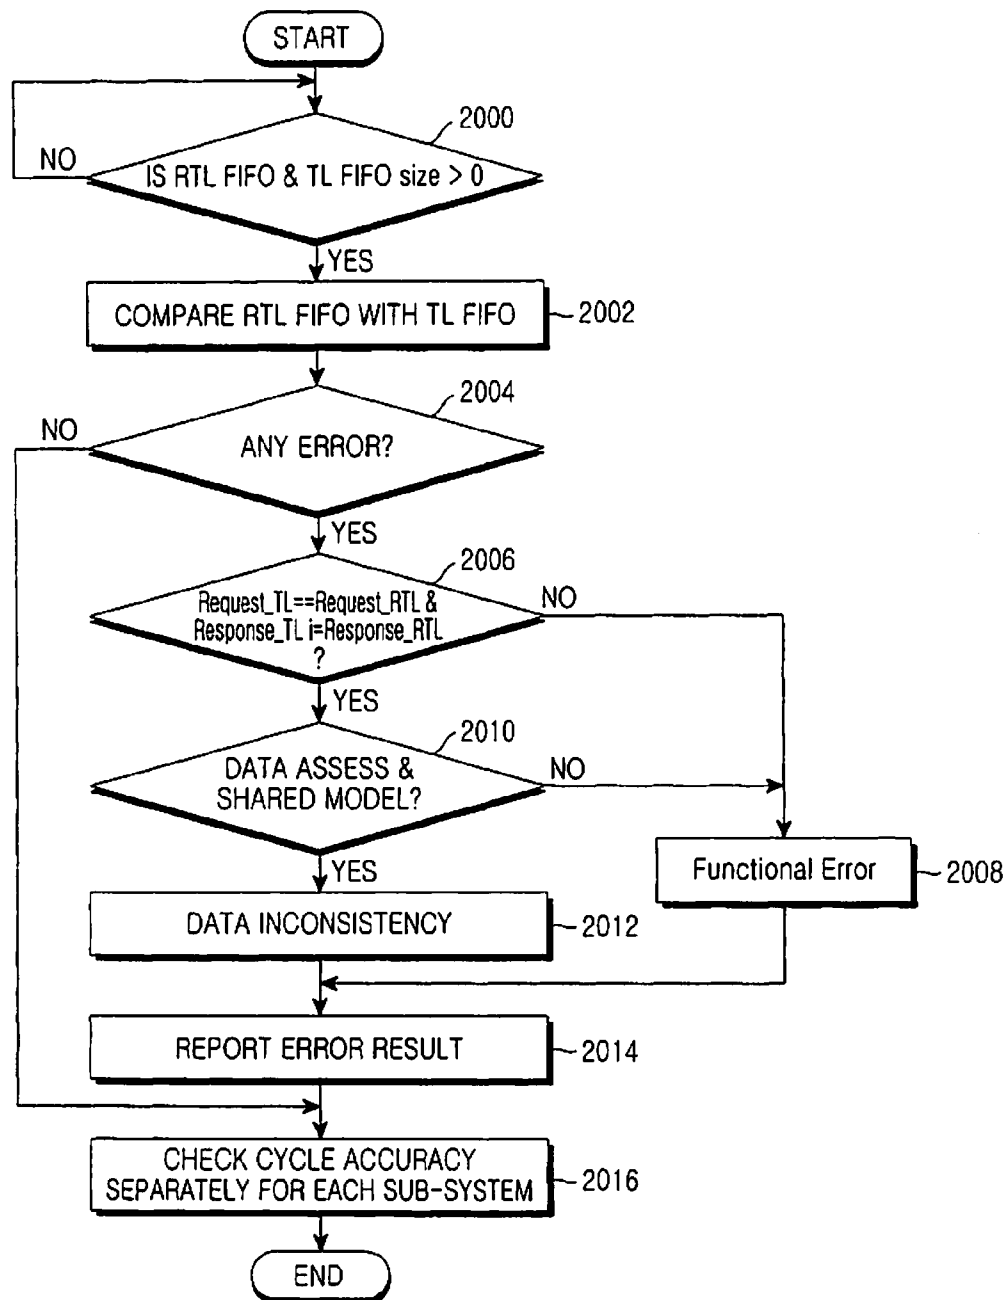 START
2000
NO
IS RTL FIFO & TL FIFO size > 0
YES
COMPARE RTL FIFO WITH TL FIFO
2002
2004
NO
ANY ERROR?
YES
2006
NO
Request_TL==Request_RTL &
Response_TL i=Response_RTL
?
YES
2010
DATA ASSESS &
SHARED MODEL?
NO
YES
Functional Error
2008
DATA INCONSISTENCY
2012
REPORT ERROR RESULT
2014
CHECK CYCLE ACCURACY
SEPARATELY FOR EACH SUB-SYSTEM
2016
END